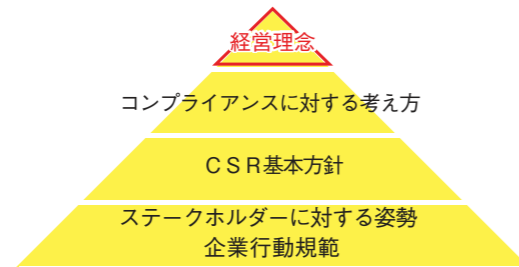 経営理念
コンプライアンスに対する考え方
ＣＳＲ基本方針
ステークホルダーに対する姿勢
企業行動規範